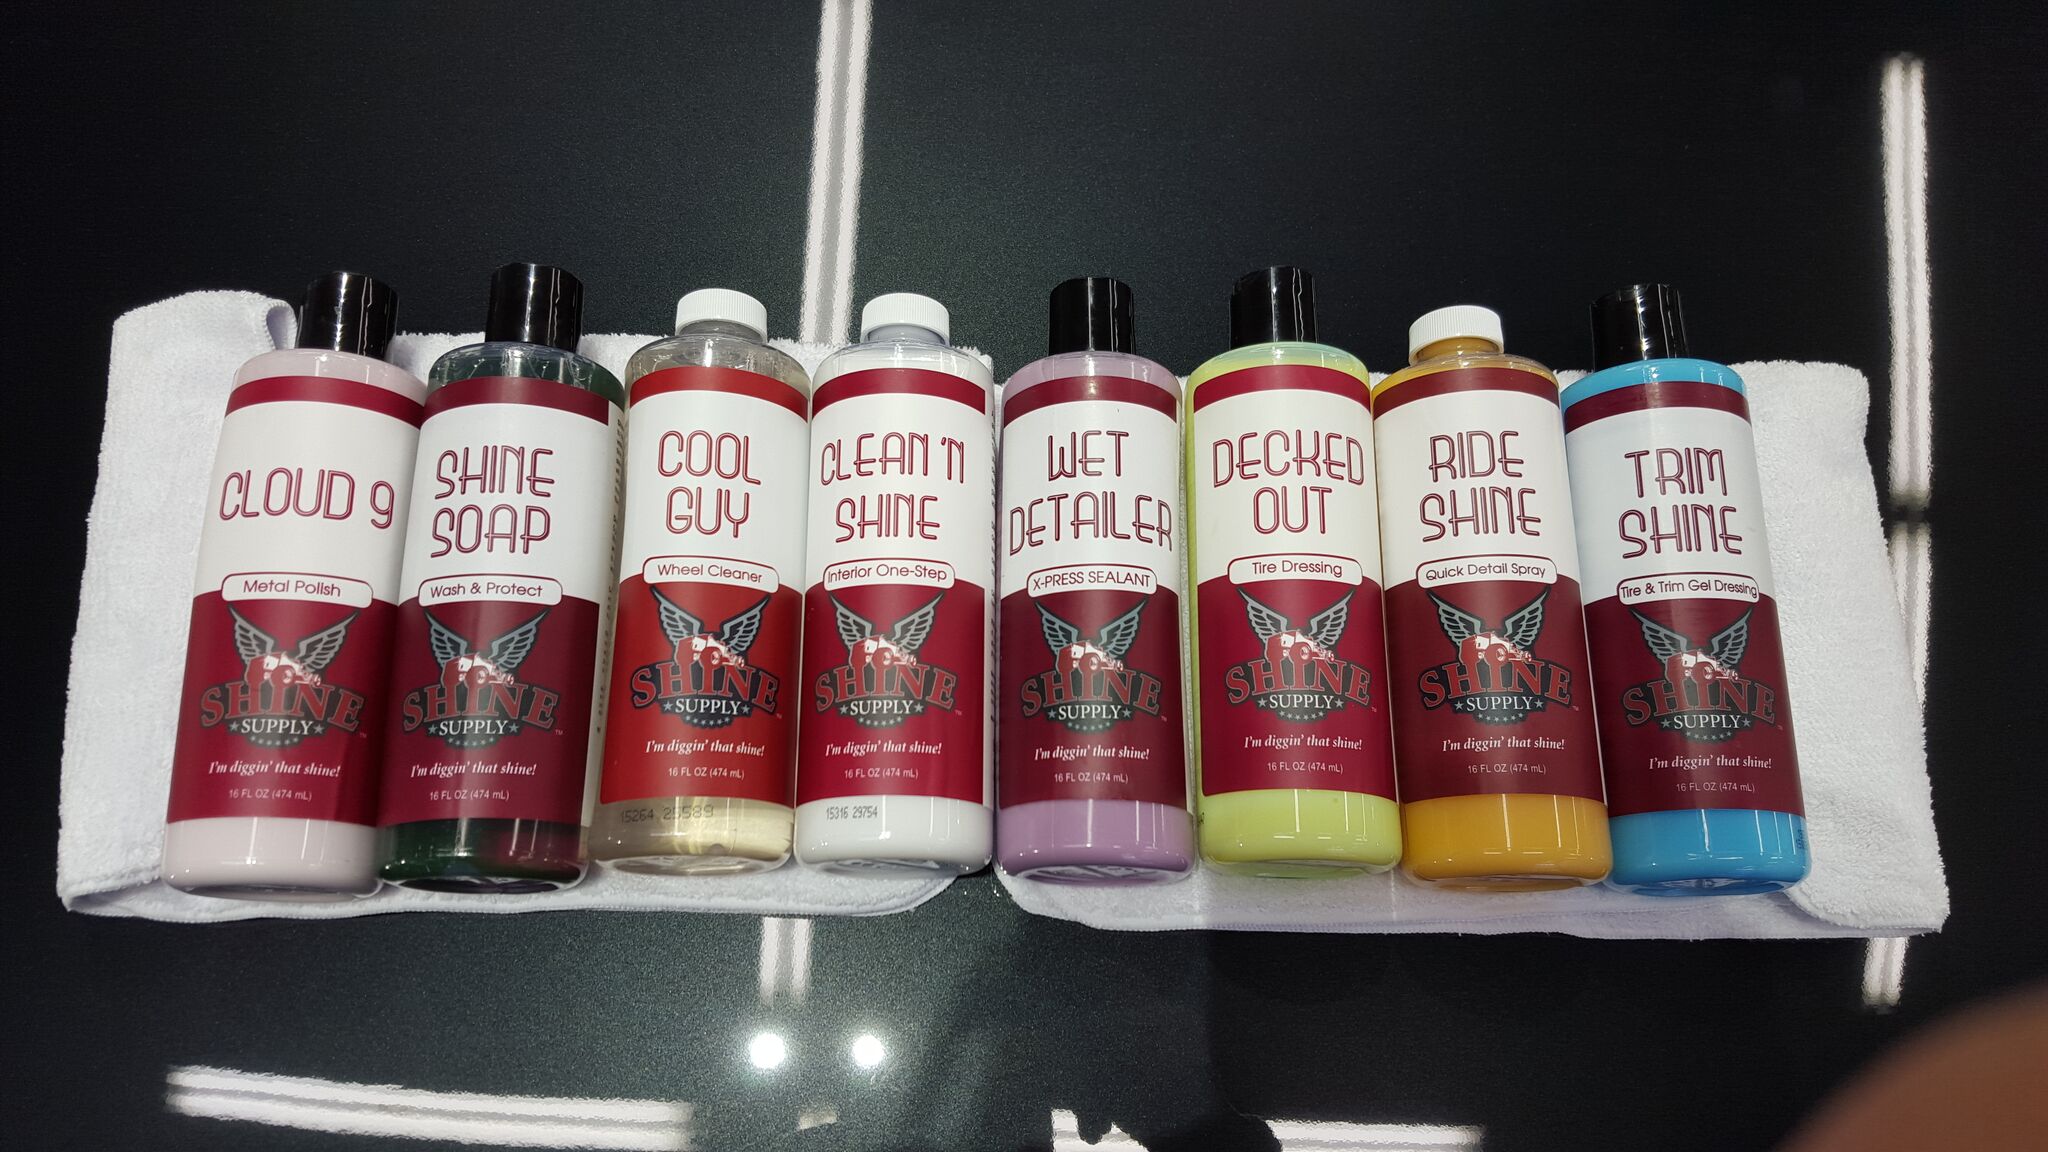 CLOUD 9
Metal Polish
SHINE
SUPPLY
TM
I'm diggin' that shine!
16 FL OZ (474 mL)
SHINE
SOAP
Wash & Protect
SHINE
SUPPLY
TM
I'm diggin' that shine!
16 FL OZ (474 mL)
COOL
GUY
Wheel Cleaner
SHINE
SUPPLY
I'm diggin' that shine!
16 FL OZ (474 mL)
15264 25589
CLEAN 'N
SHINE
Interior One-Step
SHINE
SUPPLY
TM
I'm diggin' that shine!
16 FL OZ (474 mL)
15316 29754
WET
DETAILER
X-PRESS SEALANT
SHINE
SUPPLY
I'm diggin' that shine!
16 FL OZ (474 mL)
DECKED
OUT
Tire Dressing
SHINE
SUPPLY
I'm diggin' that shine!
16 FL OZ (474 mL)
RIDE
SHINE
Quick Detail Spray
SHINE
SUPPLY
I'm diggin' that shine!
16 FL OZ (474 mL)
TRIM
SHINE
Tire & Trim Gel Dressing
SHINE
SUPPLY
I'm diggin' that shine!
16 FL OZ (474 mL)